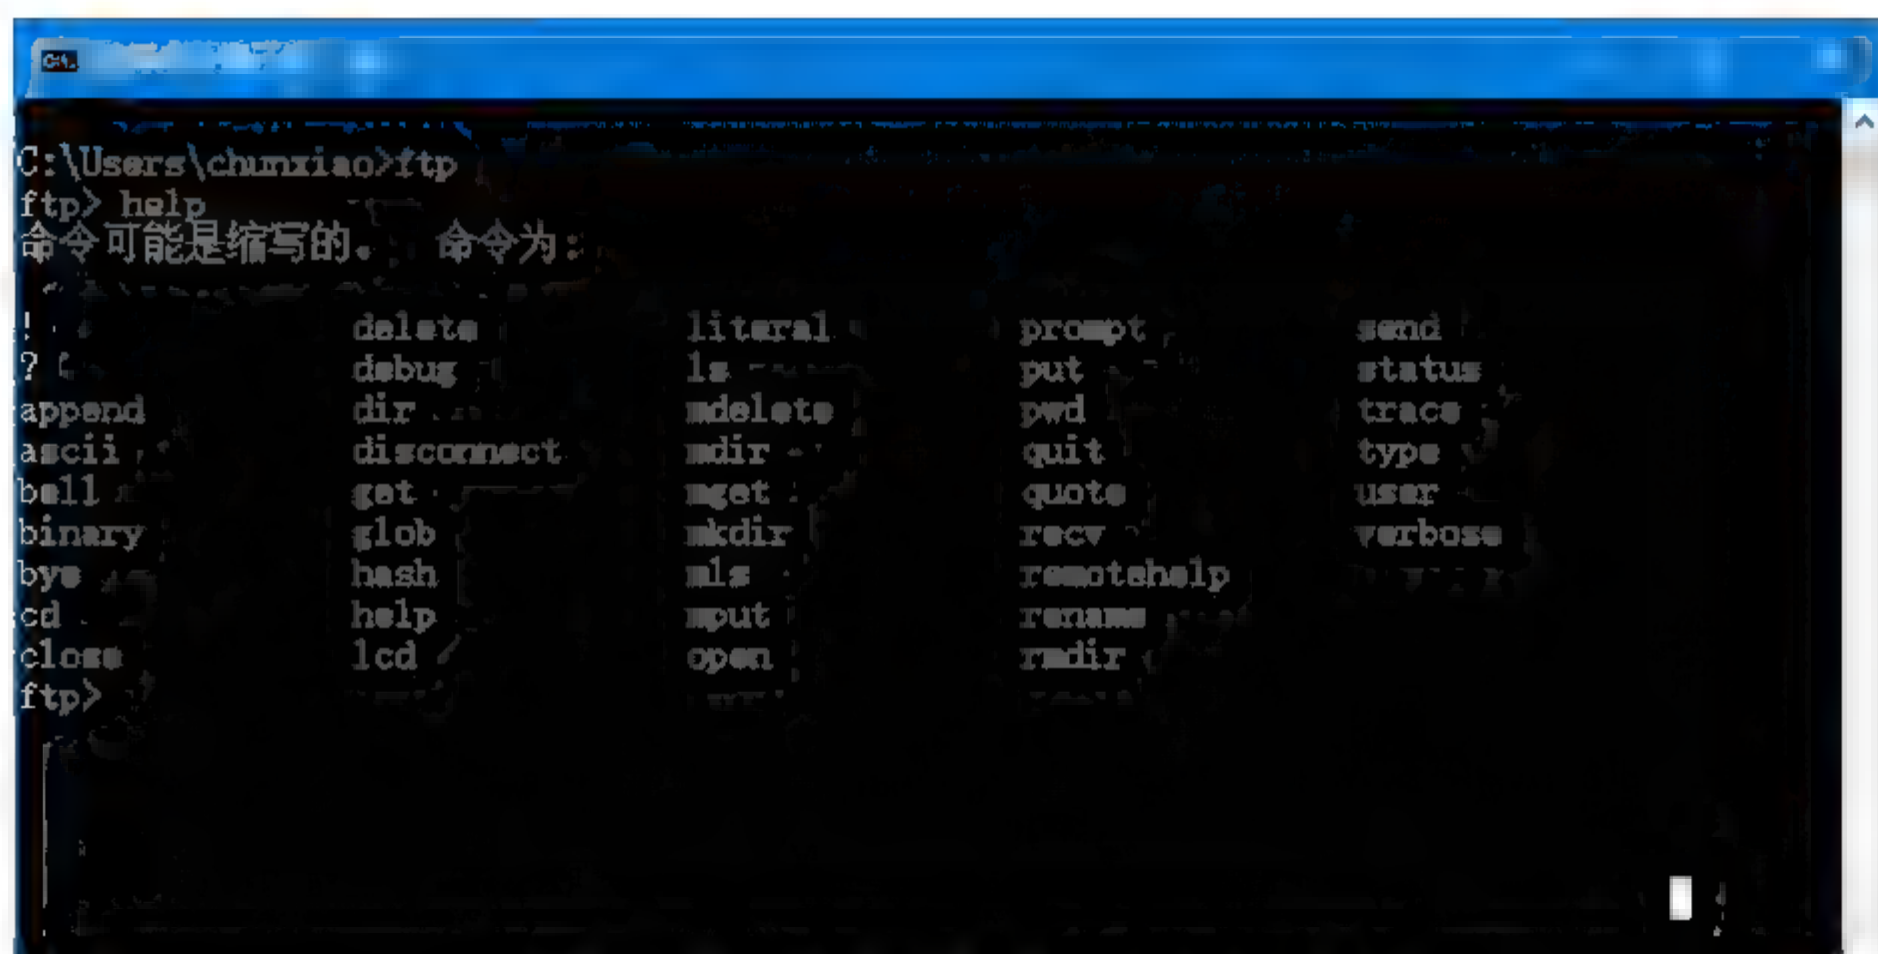 C:\Users\chunxiao>ftp
ftp> help
命令可能是缩写的。 命令为:
! delete literal prompt send
? debug ls put status
append dir mdelete pwd trace
ascii disconnect mdir quit type
bell get mget quote user
binary glob mkdir recv verbose
bye hash mls remotehelp
cd help mput rename
close lcd open rmdir
ftp>